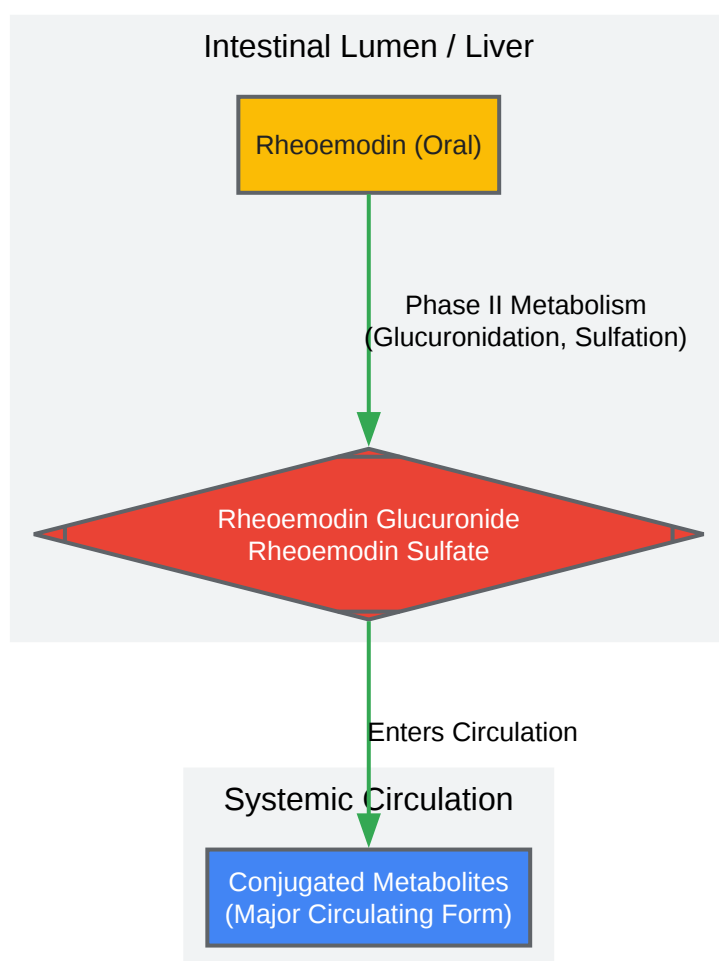 Intestinal Lumen / Liver
Rheoemodin (Oral)
Phase II Metabolism
(Glucuronidation, Sulfation)
Rheoemodin Glucuronide
Rheoemodin Sulfate
Enters Circulation
Systemic Circulation
Conjugated Metabolites
(Major Circulating Form)